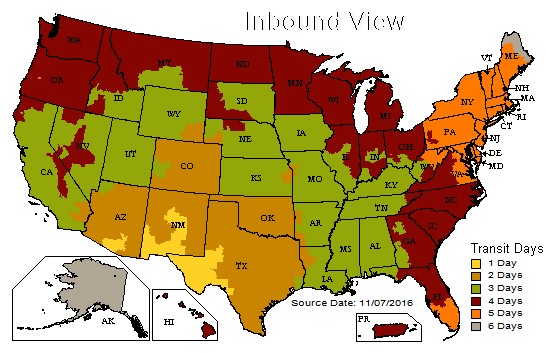 Inbound View
WA
MT
ND
MN
OR
ID
WY
SD
WI
MI
VT
ME
NH
MA
NY
RI
CT
PA
NJ
DE
MD
NV
UT
CO
NE
IA
IL
IN
OH
WV
VA
CA
KS
MO
KY
NC
TN
AZ
NM
OK
AR
SC
MS
AL
GA
TX
LA
FL
AK
HI
PR
Source Date: 11/07/2016
Transit Days
1 Day
2 Days
3 Days
4 Days
5 Days
6 Days